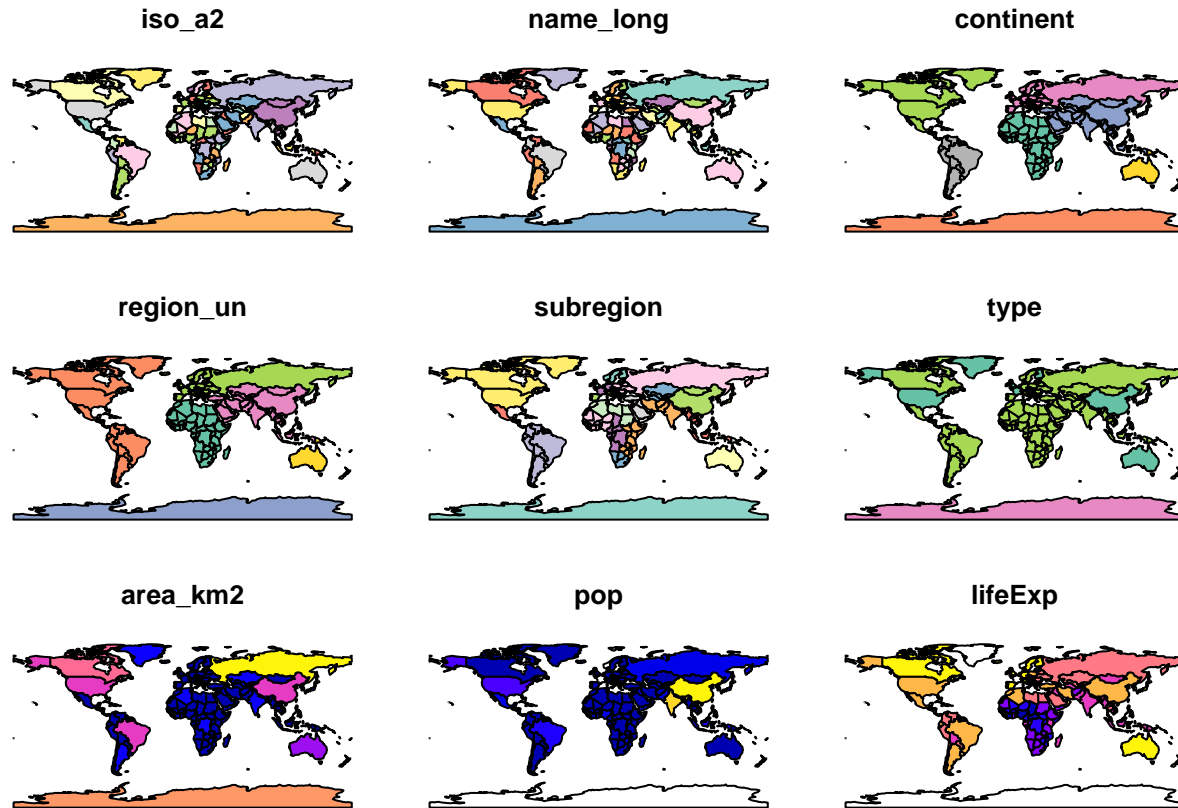 iso_a2
name_long
continent
region_un
subregion
type
area_km2
pop
lifeExp